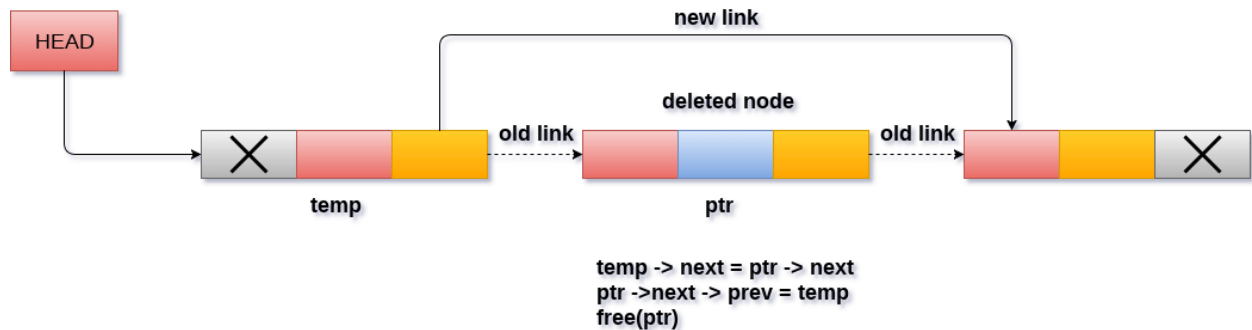 HEAD
new link
deleted node
old link
old link
temp
ptr
temp -> next = ptr -> next
ptr ->next -> prev = temp
free(ptr)